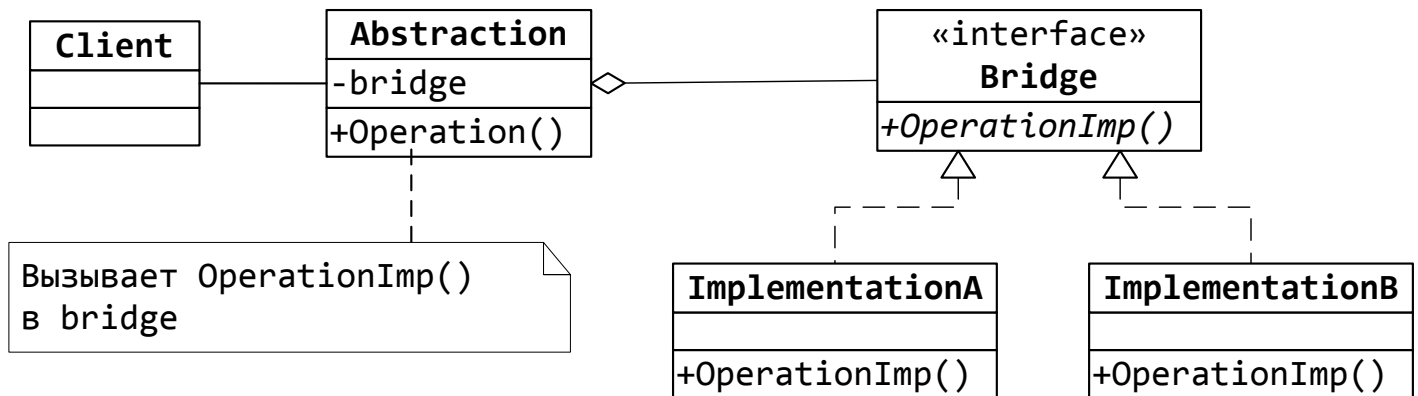 Client
Abstraction
-bridge
+Operation()
«interface»
Bridge
+OperationImp()
Вызывает OperationImp()
в bridge
ImplementationA
+OperationImp()
ImplementationB
+OperationImp()